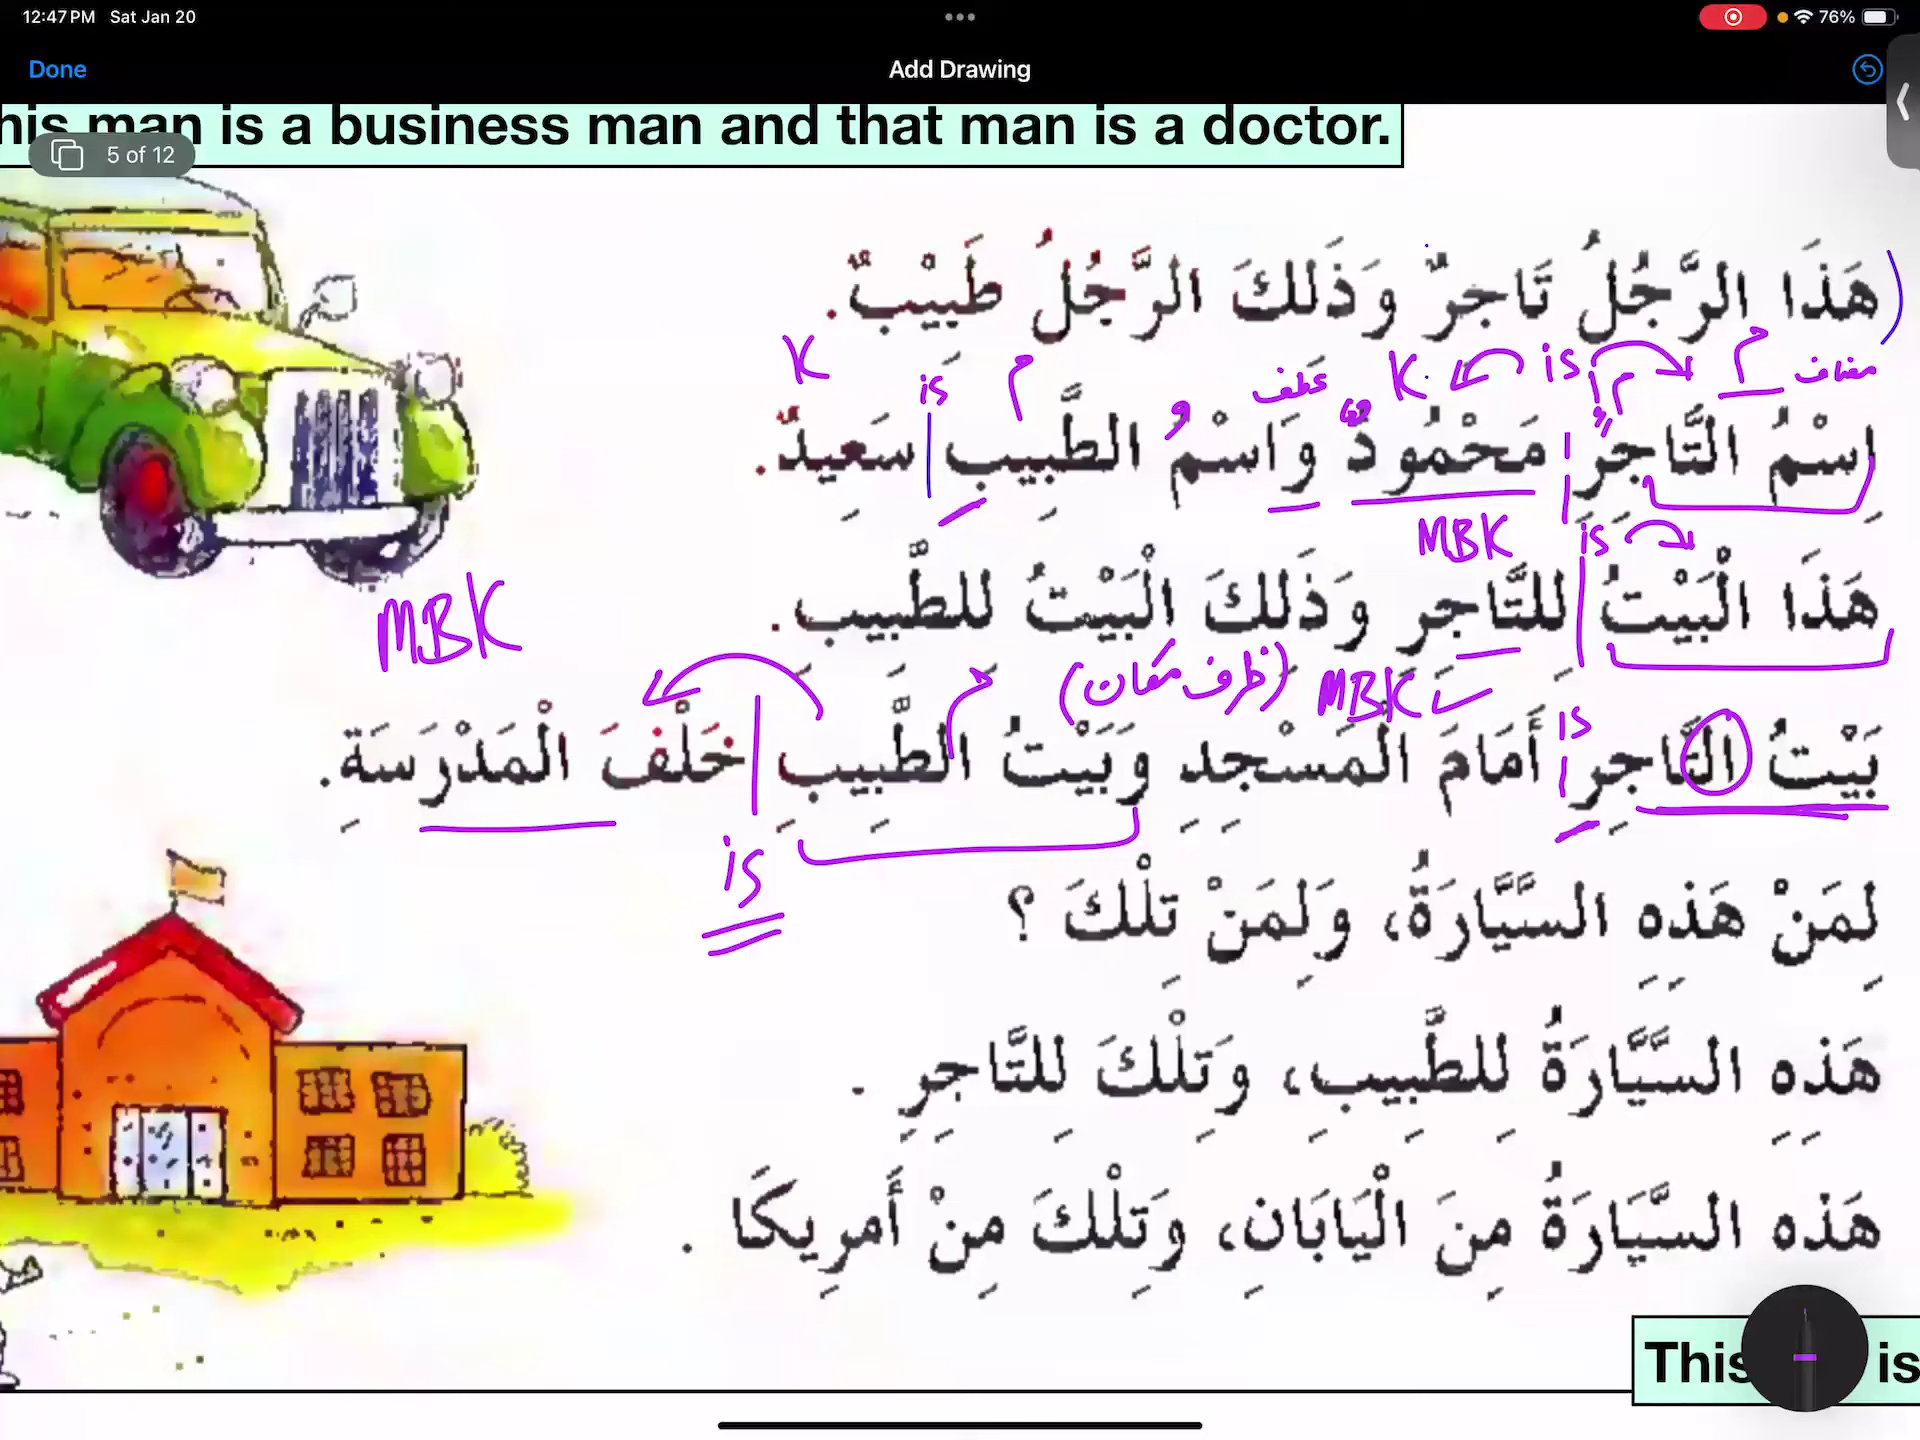 12:47 PM Sat Jan 20
76%
Done
Add Drawing
his man is a business man and that man is a doctor.
5 of 12
هَذَا الرَّجُلُ تَاجِرٌ وَذَلِكَ الرَّجُلُ طَبِيْبٌ.
مضاف م م is K عطف م is K
اِسْمُ التَّاجِرِ مَحْمُودٌ وَاسْمُ الطَّبِيبِ سَعِيدٌ.
is MBK
هَذَا الْبَيْتُ لِلتَّاجِرِ وَذَلِكَ الْبَيْتُ لِلطَّبِيبِ.
MBK
is MBK (ظرف مكان) م
بَيْتُ التَّاجِرِ أَمَامَ الْمَسْجِدِ وَبَيْتُ الطَّبِيبِ خَلْفَ الْمَدْرَسَةِ.
is
لِمَنْ هَذِهِ السَّيَّارَةُ، وَلِمَنْ تِلْكَ ؟
هَذِهِ السَّيَّارَةُ لِلطَّبِيبِ، وَتِلْكَ لِلتَّاجِرِ .
هَذِه السَّيَارَةُ مِنَ الْيَابَانِ، وَتِلْكَ مِنْ أَمرِيكَا .
This is